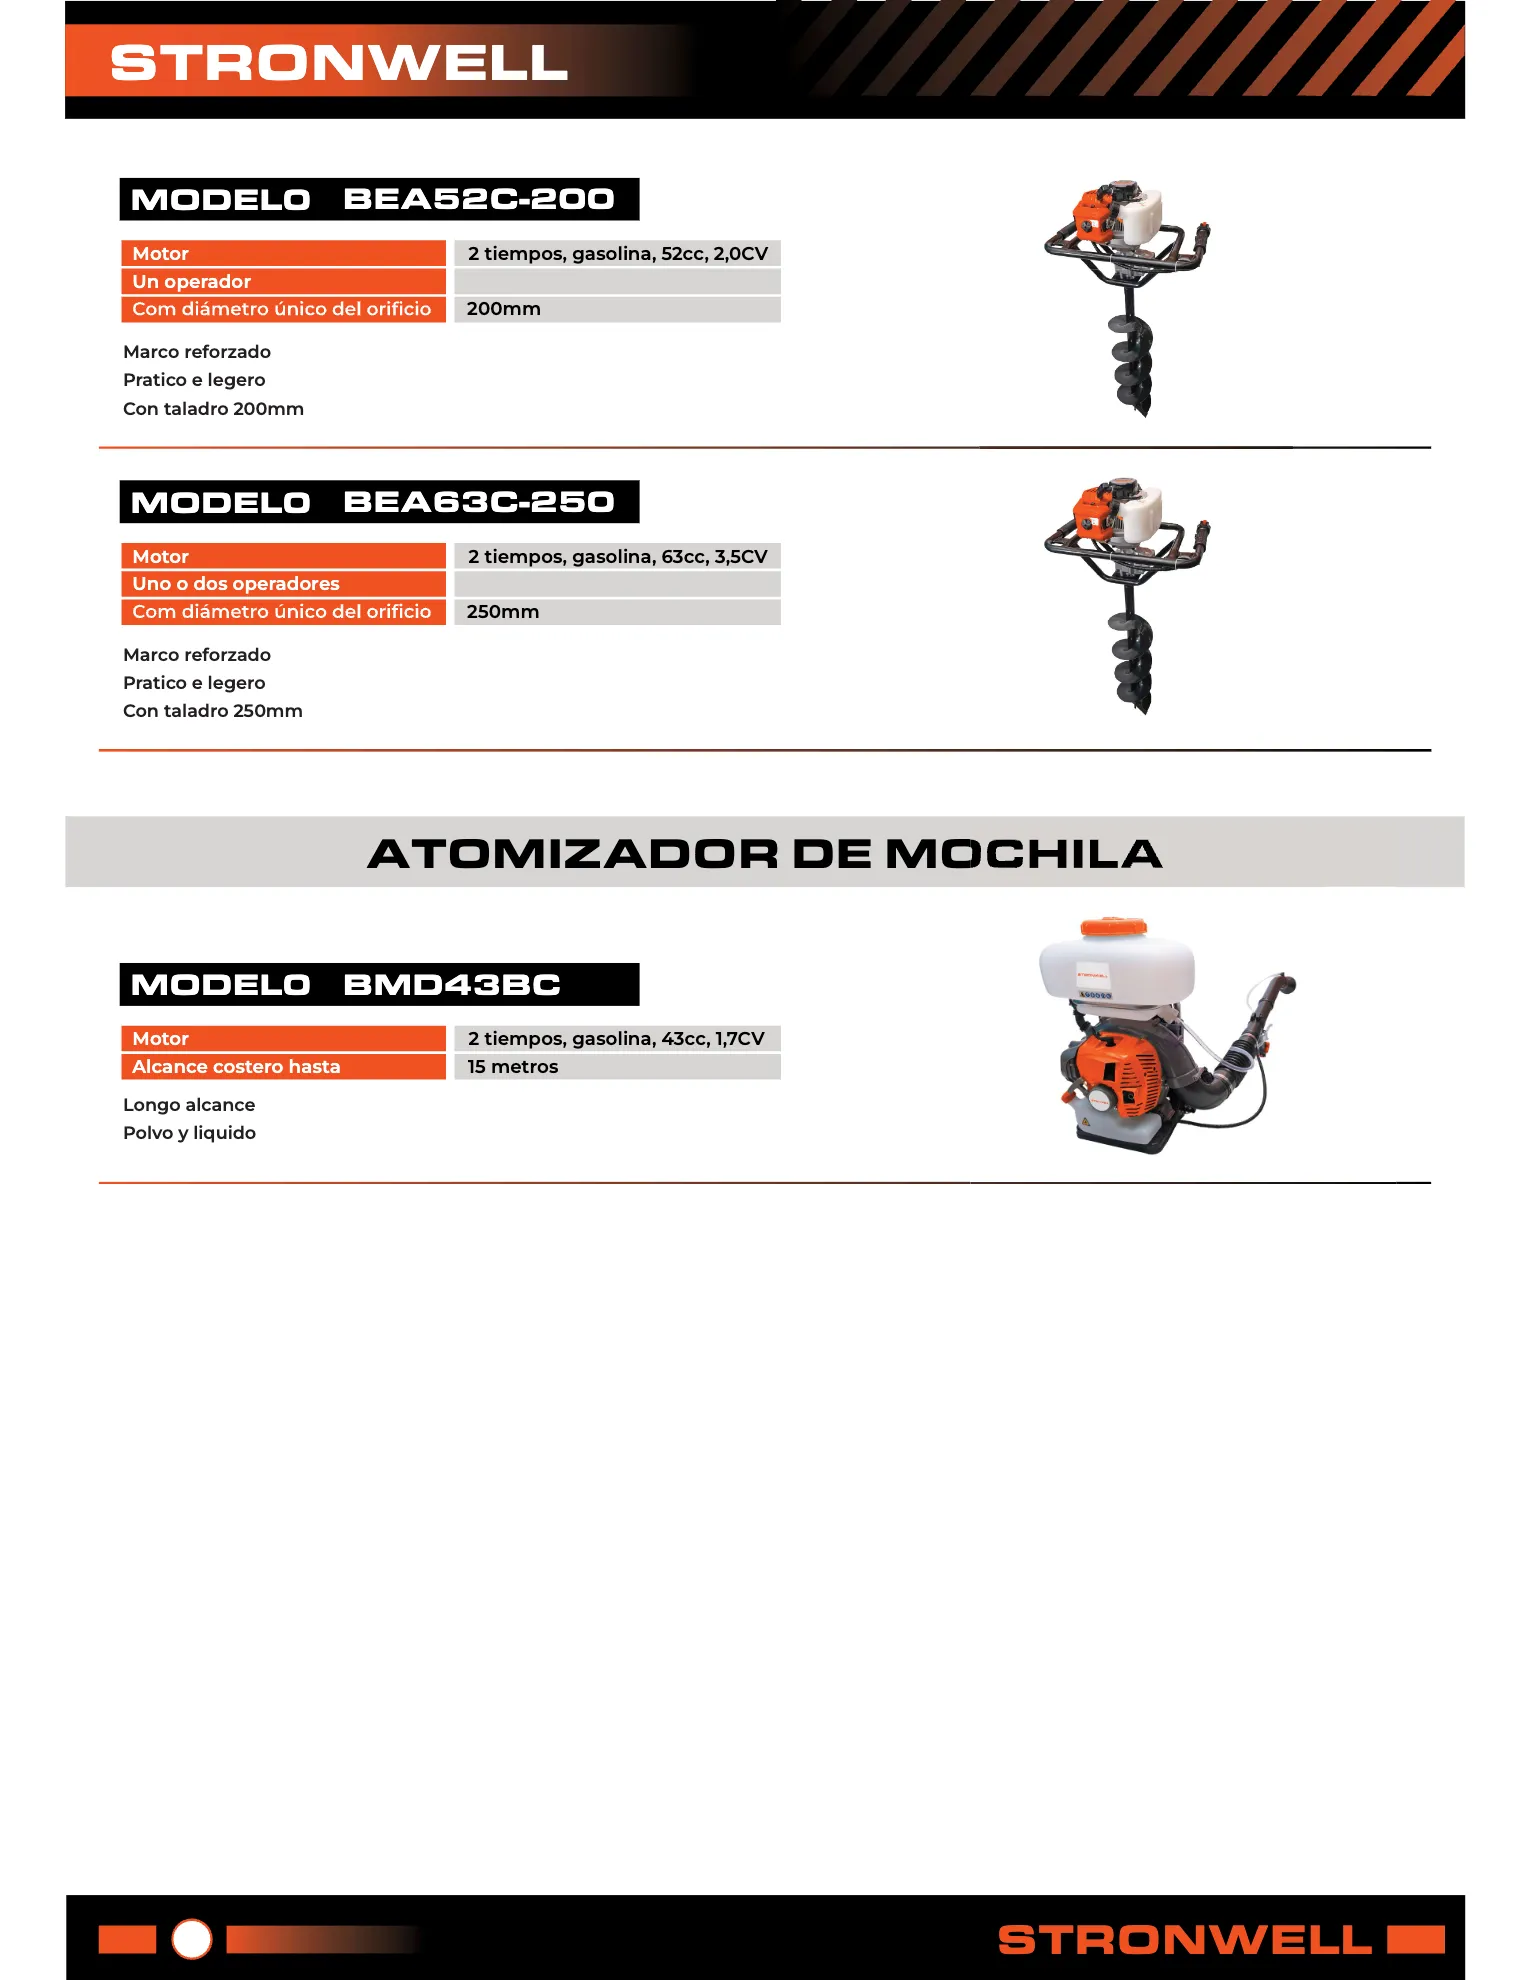 STRONWELL
MODELO BEA52C-200
Motor 2 tiempos, gasolina, 52cc, 2,0CV
Un operador
Com diámetro único del orificio 200mm
Marco reforzado
Pratico e legero
Con taladro 200mm
MODELO BEA63C-250
Motor 2 tiempos, gasolina, 63cc, 3,5CV
Uno o dos operadores
Com diámetro único del orificio 250mm
Marco reforzado
Pratico e legero
Con taladro 250mm
ATOMIZADOR DE MOCHILA
MODELO BMD43BC
Motor 2 tiempos, gasolina, 43cc, 1,7CV
Alcance costero hasta 15 metros
Longo alcance
Polvo y liquido
STRONWELL